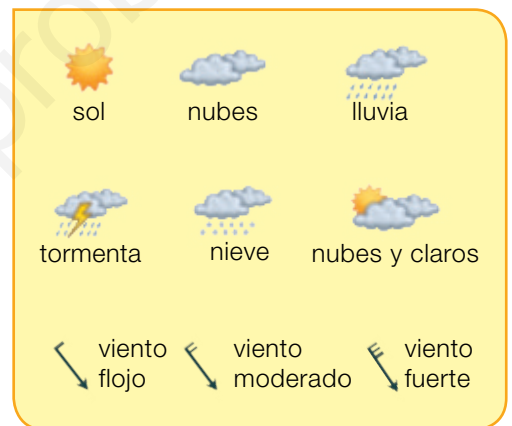 sol nubes lluvia
tormenta nieve nubes y claros
viento flojo
viento moderado
viento fuerte